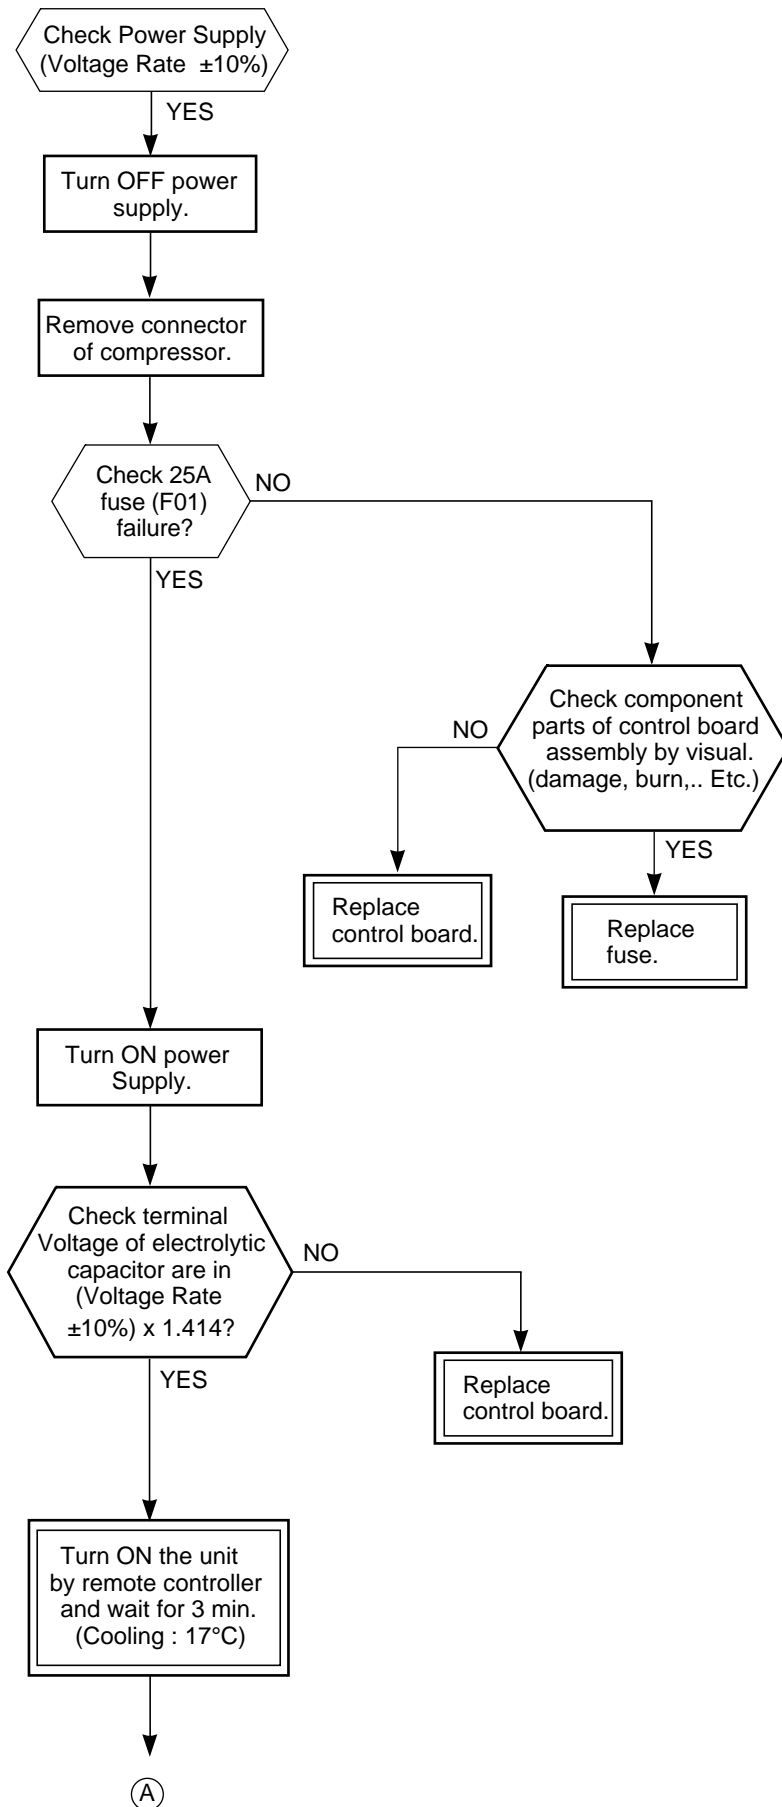 Check Power Supply
(Voltage Rate ±10%)
YES
Turn OFF power
supply.
Remove connector
of compressor.
Check 25A
fuse (F01)
failure?
NO
YES
Check component
parts of control board
assembly by visual.
(damage, burn,.. Etc.)
NO
YES
Replace
control board.
Replace
fuse.
Turn ON power
Supply.
Check terminal
Voltage of electrolytic
capacitor are in
(Voltage Rate
±10%) x 1.414?
NO
YES
Replace
control board.
Turn ON the unit
by remote controller
and wait for 3 min.
(Cooling : 17°C)
A